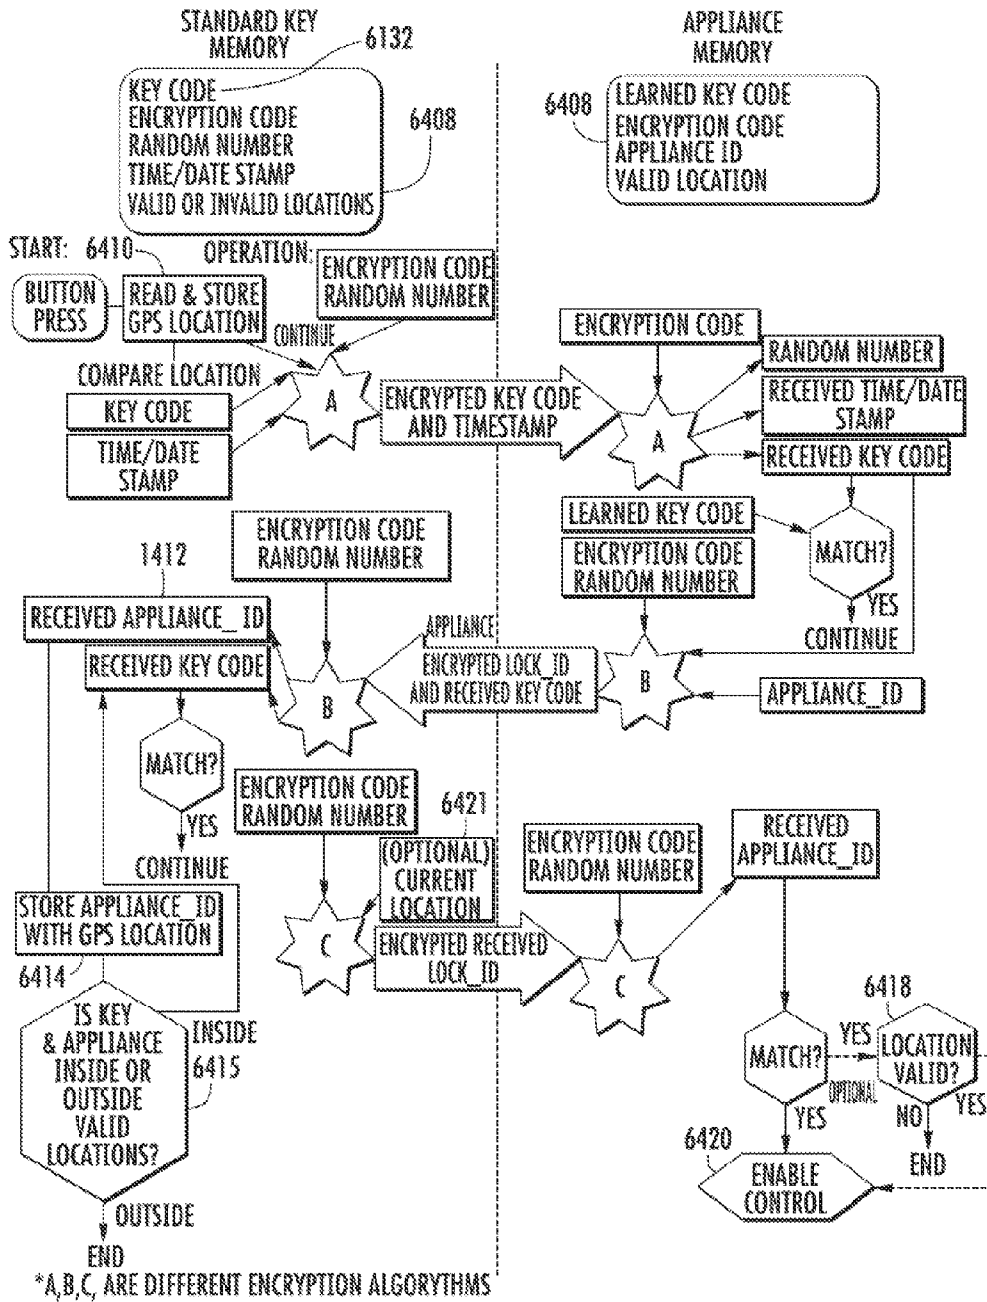 STANDARD KEY
MEMORY
6132
KEY CODE
ENCRYPTION CODE
RANDOM NUMBER
TIME/DATE STAMP
VALID OR INVALID LOCATIONS
6408
APPLIANCE
MEMORY
6408
LEARNED KEY CODE
ENCRYPTION CODE
APPLIANCE ID
VALID LOCATION
START: 6410
OPERATION:
ENCRYPTION CODE
RANDOM NUMBER
BUTTON
PRESS
READ & STORE
GPS LOCATION
CONTINUE
COMPARE LOCATION
KEY CODE
TIME/DATE
STAMP
A
ENCRYPTED KEY CODE
AND TIMESTAMP
ENCRYPTION CODE
A
RANDOM NUMBER
RECEIVED TIME/DATE
STAMP
RECEIVED KEY CODE
LEARNED KEY CODE
MATCH?
YES
CONTINUE
ENCRYPTION CODE
RANDOM NUMBER
B
APPLIANCE_ID
ENCRYPTION CODE
RANDOM NUMBER
1412
RECEIVED APPLIANCE_ ID
RECEIVED KEY CODE
B
APPLIANCE
ENCRYPTED LOCK_ID
AND RECEIVED KEY CODE
MATCH?
YES
CONTINUE
ENCRYPTION CODE
RANDOM NUMBER
6421
(OPTIONAL)
CURRENT
LOCATION
C
ENCRYPTED RECEIVED
LOCK_ID
ENCRYPTION CODE
RANDOM NUMBER
C
RECEIVED
APPLIANCE_ID
STORE APPLIANCE_ID
WITH GPS LOCATION
6414
IS KEY
& APPLIANCE
INSIDE OR
OUTSIDE
VALID
LOCATIONS?
INSIDE
6415
OUTSIDE
END
MATCH?
YES
OPTIONAL
YES
6418
LOCATION
VALID?
NO
YES
END
6420
ENABLE
CONTROL
*A,B,C, ARE DIFFERENT ENCRYPTION ALGORYTHMS